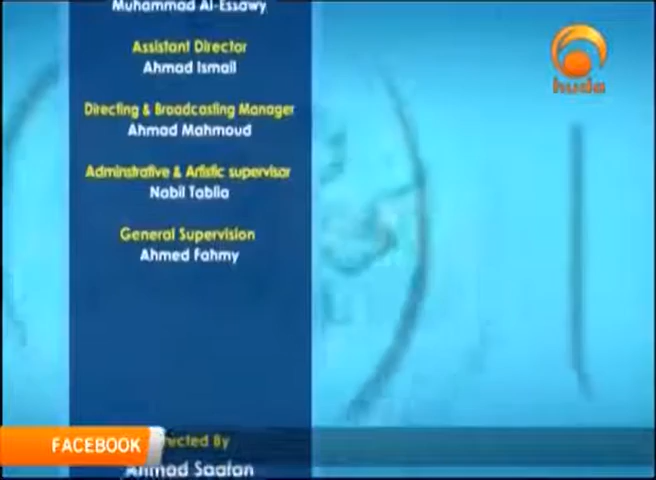 Muhammad Al-Essawy
Assistant Director
Ahmad Ismail
Directing & Broadcasting Manager
Ahmad Mahmoud
Adminstrative & Artistic supervisor
Nabil Tablia
General Supervision
Ahmed Fahmy
huda
FACEBOOK
By
Ahmad Saafan